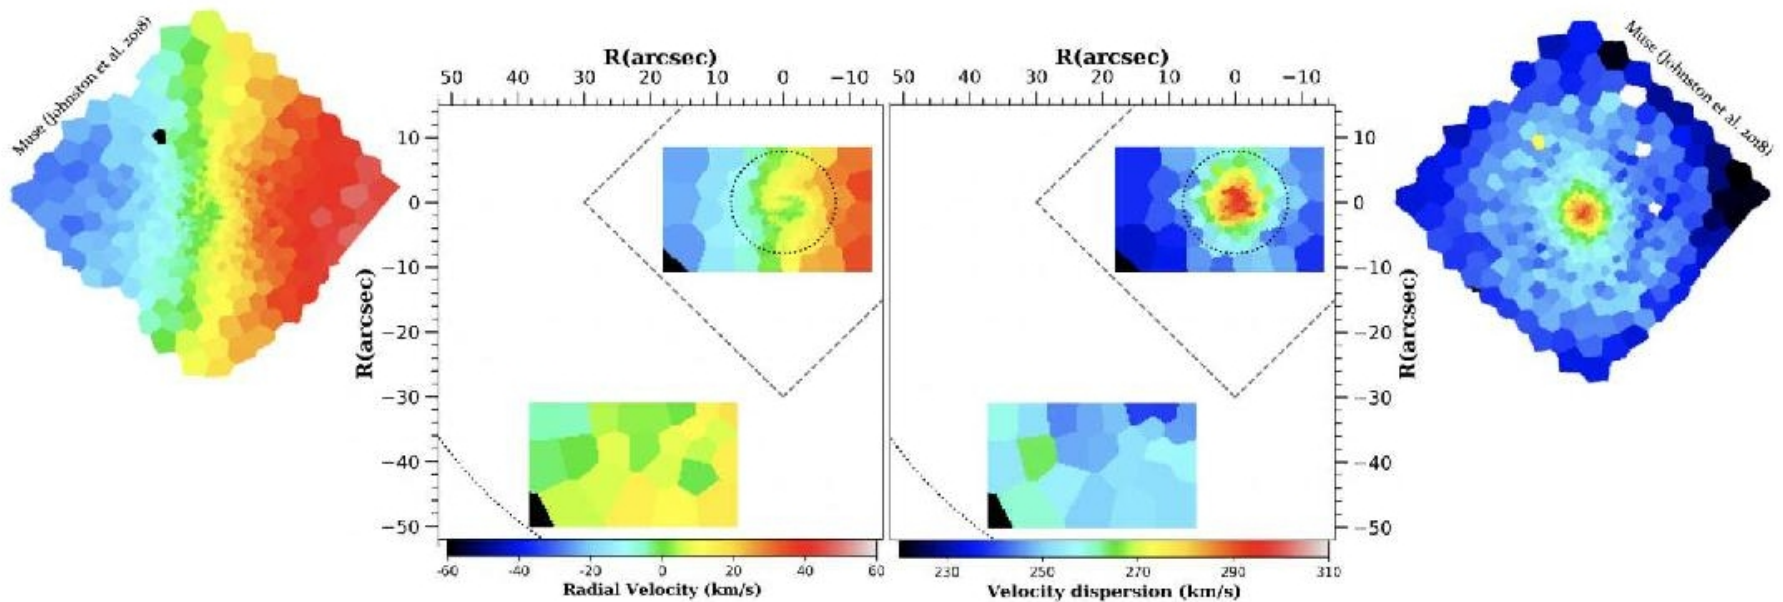 Muse (Johnston et al. 2018)
R(arcsec)
50 40 30 20 10 0 −10
R(arcsec)
50 40 30 20 10 0 −10
Muse (Johnston et al. 2018)
10
0
−10
−20
−30
−40
−50
R(arcsec)
10
0
−10
−20
−30
−40
−50
R(arcsec)
-60 -40 -20 0 20 40 60
Radial Velocity (km/s)
230 250 270 290 310
Velocity dispersion (km/s)